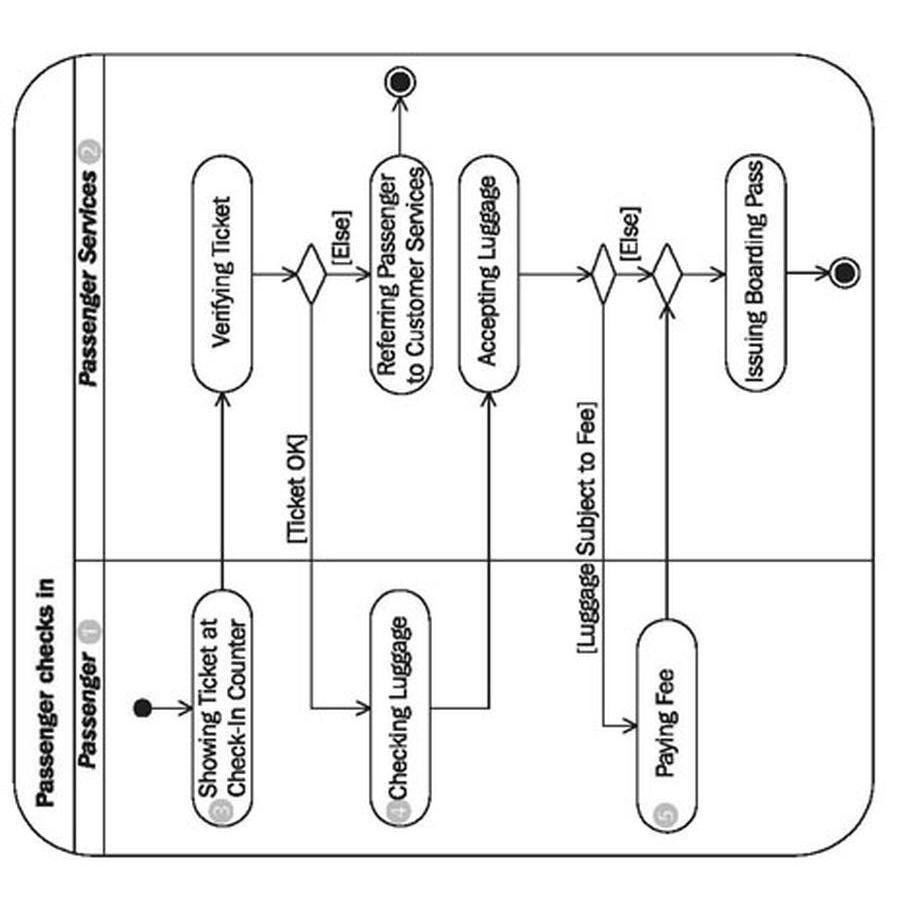 Passenger checks in
Passenger 1
Passenger Services 2
Showing Ticket at
3 Check-In Counter
Verifying Ticket
[Ticket OK]
[Else]
4 Checking Luggage
Referring Passenger
to Customer Services
Accepting Luggage
[Luggage Subject to Fee]
[Else]
5 Paying Fee
Issuing Boarding Pass